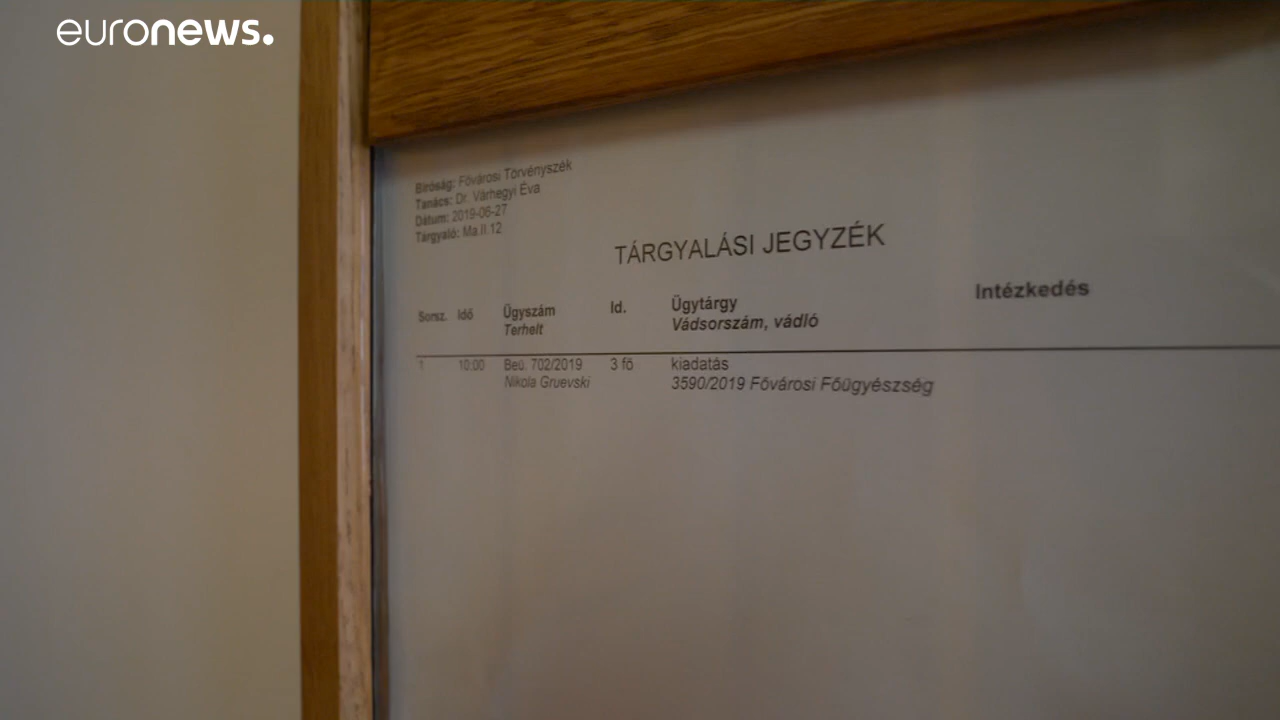 euronews.
Bíróság: Fővárosi Törvényszék
Tanács: Dr. Várhegyi Éva
Dátum: 2019-06-27
Tárgyaló: Ma.II.12
TÁRGYALÁSI JEGYZÉK
Sorsz. Idő Ügyszám Id. Ügytárgy Intézkedés
Terhelt Vádsorszám, vádló
1 10:00 Beü. 702/2019 3 fő kiadatás
Nikola Gruevski 3590/2019 Fővárosi Főügyészség